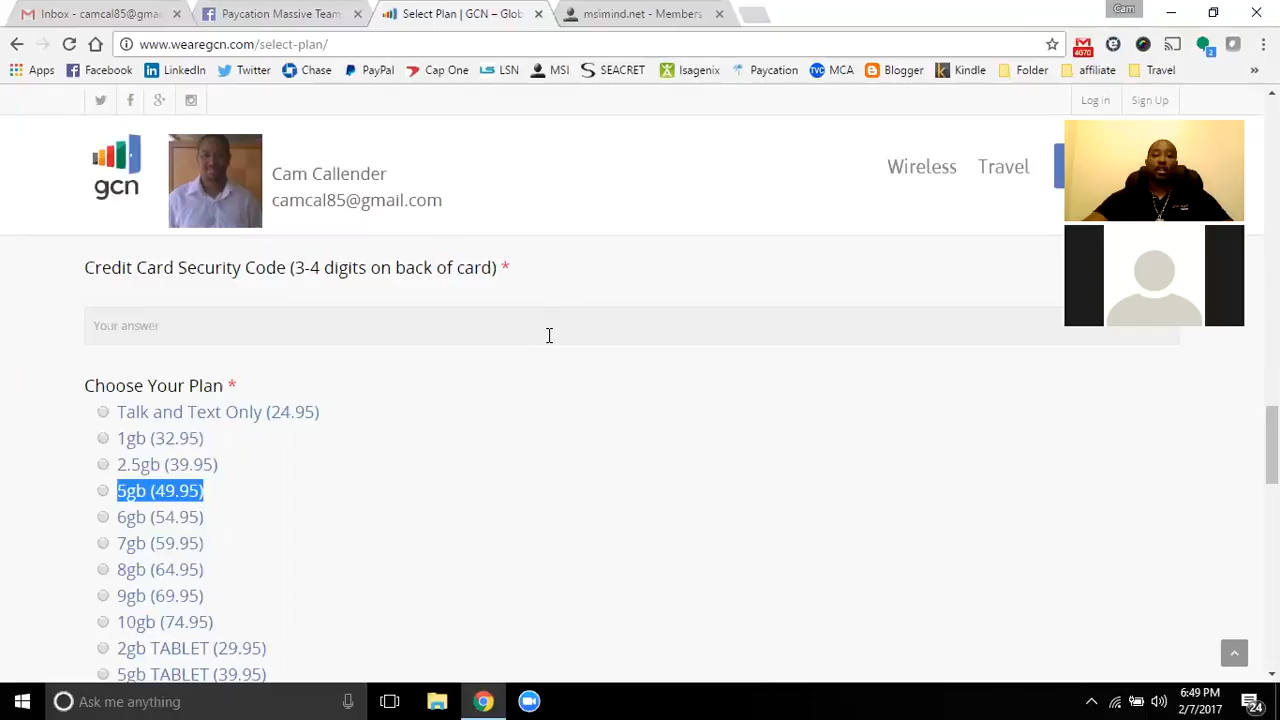 Cam
Inbox - camcal85@gmail.c
Paycation Massive Team
Select Plan | GCN – Glob
msimind.net - Members
www.wearegcn.com/select-plan/
4070
2
Apps
Facebook
LinkedIn
Twitter
Chase
PayPal
Cap One
LSN
MSI
SEACRET
Isagenix
Paycation
TVC
MCA
Blogger
Kindle
Folder
affiliate
Travel
»
Log in
Sign Up
gcn
Cam Callender
camcal85@gmail.com
Wireless
Travel
Credit Card Security Code (3-4 digits on back of card) *
Your answer
Choose Your Plan *
Talk and Text Only (24.95)
1gb (32.95)
2.5gb (39.95)
5gb (49.95)
6gb (54.95)
7gb (59.95)
8gb (64.95)
9gb (69.95)
10gb (74.95)
2gb TABLET (29.95)
5gb TABLET (39.95)
Ask me anything
6:49 PM
2/7/2017
24